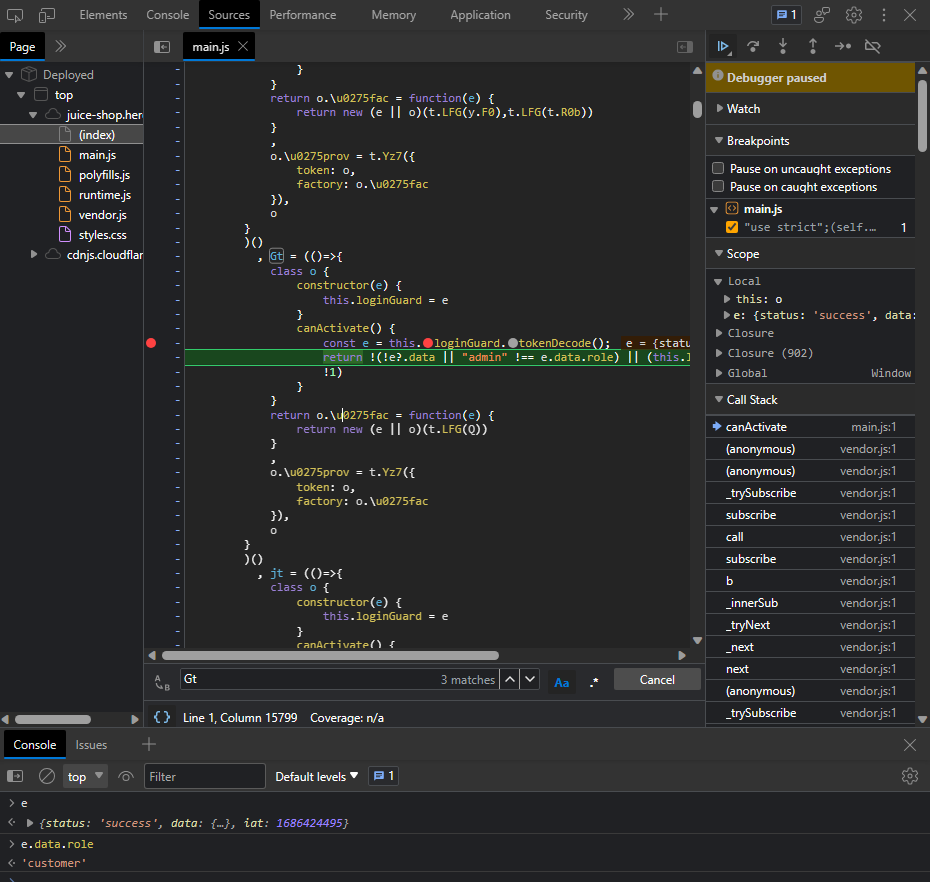 Elements Console Sources Performance Memory Application Security 1
Page
main.js
Deployed
top
juice-shop.her
(index)
main.js
polyfills.js
runtime.js
vendor.js
styles.css
cdnjs.cloudflar
}
}
return o.\u0275fac = function(e) {
return new (e || o)(t.LFG(y.F0),t.LFG(t.R0b))
}
,
o.\u0275prov = t.Yz7({
token: o,
factory: o.\u0275fac
}),
o
}
)()
, Gt = (()=>{
class o {
constructor(e) {
this.loginGuard = e
}
canActivate() {
const e = this.loginGuard.tokenDecode(); e = {statu
return !(!e?.data || "admin" !== e.data.role) || (this.l
!1)
}
}
return o.\u0275fac = function(e) {
return new (e || o)(t.LFG(Q))
}
,
o.\u0275prov = t.Yz7({
token: o,
factory: o.\u0275fac
}),
o
}
)()
, jt = (()=>{
class o {
constructor(e) {
this.loginGuard = e
}
canActivate() {
Gt 3 matches Aa .* Cancel
{} Line 1, Column 15799 Coverage: n/a
Debugger paused
Watch
Breakpoints
Pause on uncaught exceptions
Pause on caught exceptions
main.js
"use strict";(self.… 1
Scope
Local
this: o
e: {status: 'success', data:
Closure
Closure (902)
Global Window
Call Stack
canActivate main.js:1
(anonymous) vendor.js:1
(anonymous) vendor.js:1
_trySubscribe vendor.js:1
subscribe vendor.js:1
call vendor.js:1
subscribe vendor.js:1
b vendor.js:1
_innerSub vendor.js:1
_tryNext vendor.js:1
_next vendor.js:1
next vendor.js:1
(anonymous) vendor.js:1
_trySubscribe vendor.js:1
Console Issues
top Filter Default levels 1
e
{status: 'success', data: {…}, iat: 1686424495}
e.data.role
'customer'